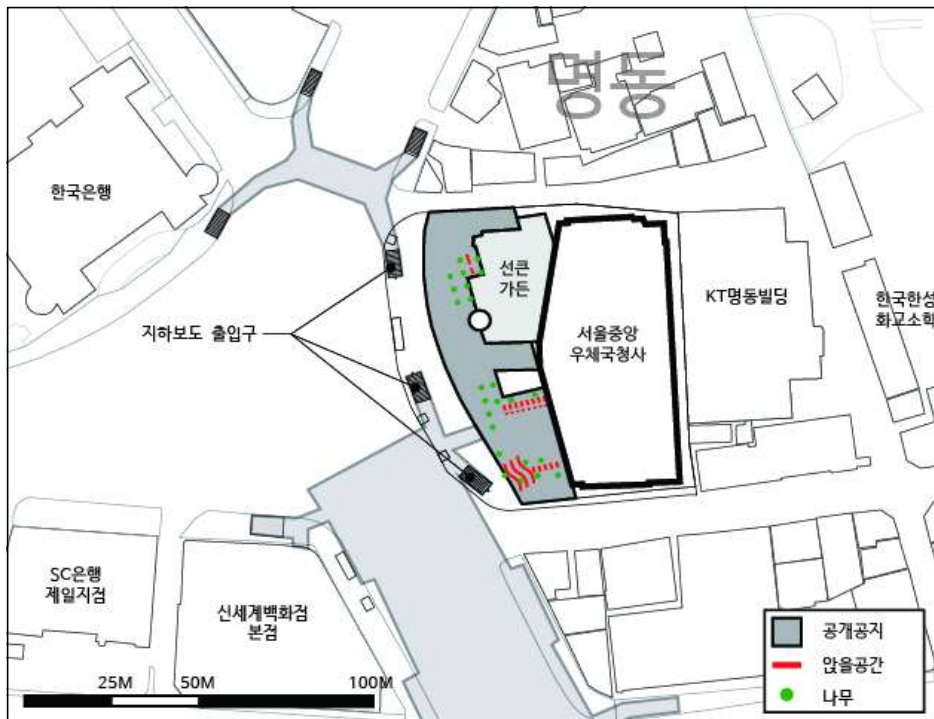 명동
한국은행
선큰
가든
서울중앙
우체국청사
KT명동빌딩
한국한성
화교소학
지하보도 출입구
SC은행
제일지점
신세계백화점
본점
공개공지
앉을공간
나무
25M
50M
100M